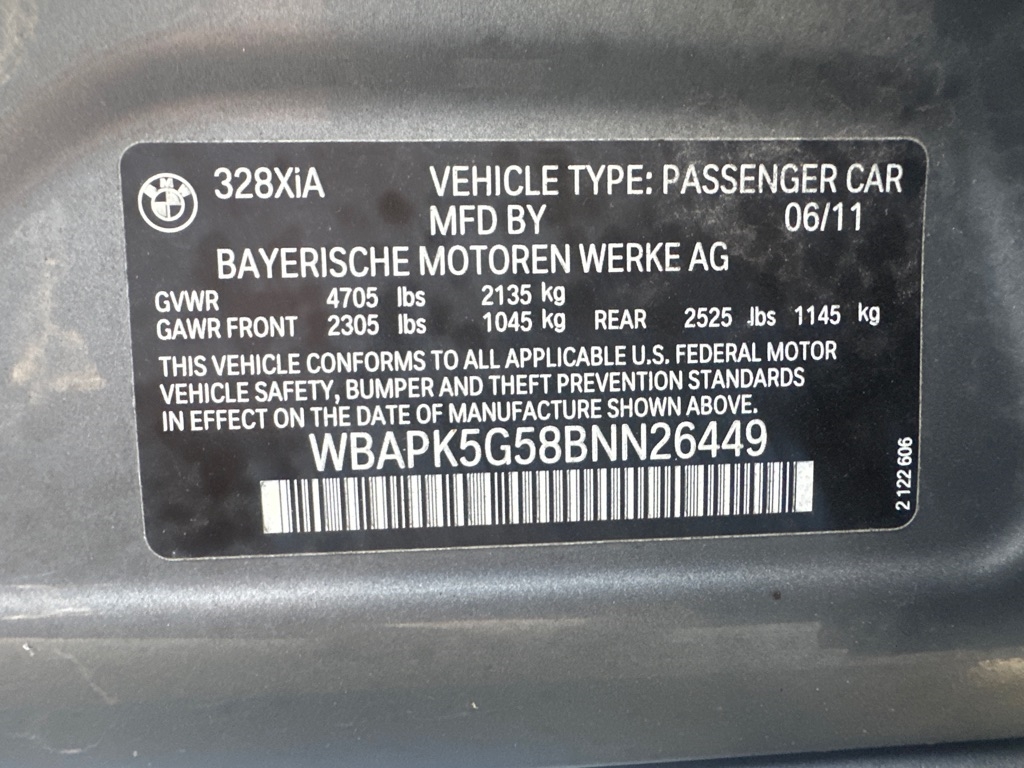 328XiA VEHICLE TYPE: PASSENGER CAR
MFD BY 06/11
BAYERISCHE MOTOREN WERKE AG
GVWR 4705 lbs 2135 kg
GAWR FRONT 2305 lbs 1045 kg REAR 2525 lbs 1145 kg
THIS VEHICLE CONFORMS TO ALL APPLICABLE U.S. FEDERAL MOTOR
VEHICLE SAFETY, BUMPER AND THEFT PREVENTION STANDARDS
IN EFFECT ON THE DATE OF MANUFACTURE SHOWN ABOVE.
WBAPK5G58BNN26449
2 122 606